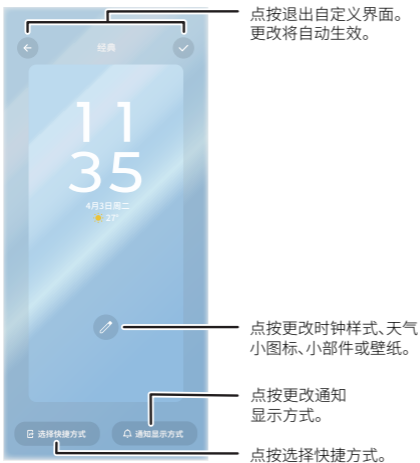 点按退出自定义界面。
更改将自动生效。
经典
11
35
4月3日周二
27°
点按更改时钟样式、天气
小图标、小部件或壁纸。
点按更改通知
显示方式。
选择快捷方式
通知显示方式
点按选择快捷方式。